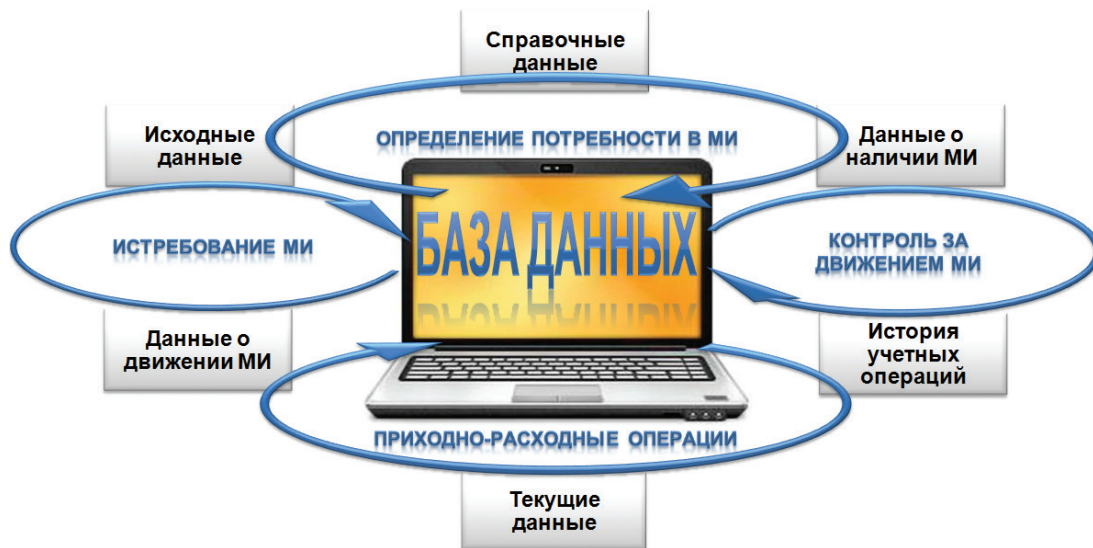 Справочные
данные
Исходные
данные
ОПРЕДЕЛЕНИЕ ПОТРЕБНОСТИ В МИ
Данные о
наличии МИ
ИСТРЕБОВАНИЕ МИ
БАЗА ДАННЫХ
КОНТРОЛЬ ЗА
ДВИЖЕНИЕМ МИ
Данные о
движении МИ
История
учетных
операций
ПРИХОДНО-РАСХОДНЫЕ ОПЕРАЦИИ
Текущие
данные